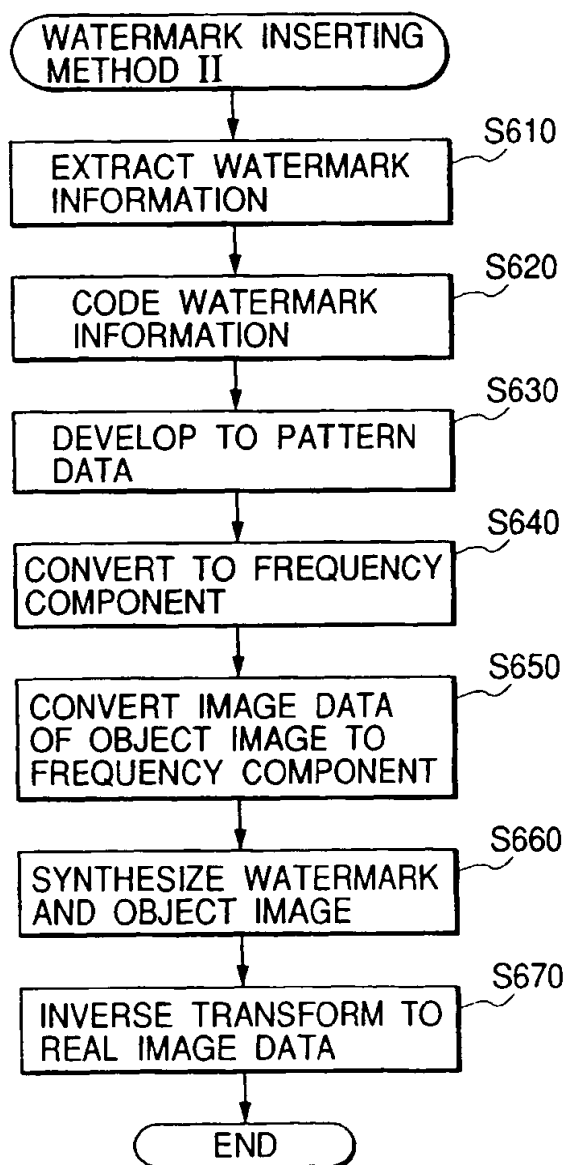 WATERMARK INSERTING
METHOD II
S610
EXTRACT WATERMARK
INFORMATION
S620
CODE WATERMARK
INFORMATION
S630
DEVELOP TO PATTERN
DATA
S640
CONVERT TO FREQUENCY
COMPONENT
S650
CONVERT IMAGE DATA
OF OBJECT IMAGE TO
FREQUENCY COMPONENT
S660
SYNTHESIZE WATERMARK
AND OBJECT IMAGE
S670
INVERSE TRANSFORM TO
REAL IMAGE DATA
END